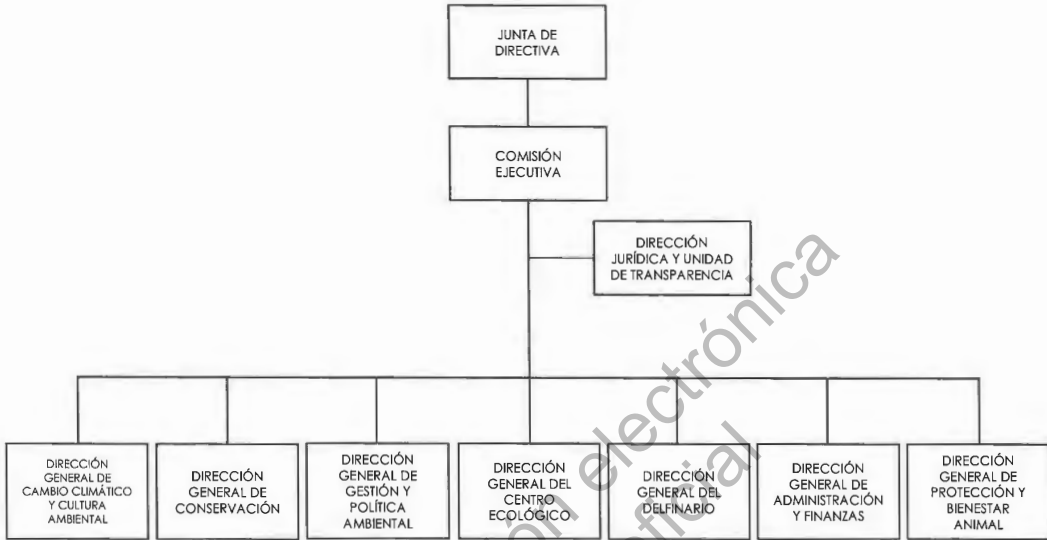 JUNTA DE
DIRECTIVA
COMISIÓN
EJECUTIVA
DIRECCIÓN
JURÍDICA Y UNIDAD
DE TRANSPARENCIA
DIRECCIÓN
GENERAL DE
CAMBIO CLIMÁTICO
Y CULTURA
AMBIENTAL
DIRECCIÓN
GENERAL DE
CONSERVACIÓN
DIRECCIÓN
GENERAL DE
GESTIÓN Y
POLÍTICA
AMBIENTAL
DIRECCIÓN
GENERAL DEL
CENTRO
ECOLÓGICO
DIRECCIÓN
GENERAL DEL
DELFINARIO
DIRECCIÓN
GENERAL DE
ADMINISTRACIÓN
Y FINANZAS
DIRECCIÓN
GENERAL DE
PROTECCIÓN Y
BIENESTAR
ANIMAL
electrónica
oficial